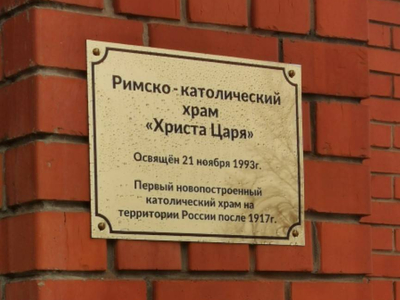 Римско - католический
храм
«Христа Царя»
Освящён 21 ноября 1993г.
Первый новопостроенный
католический храм на
территории России после 1917г.